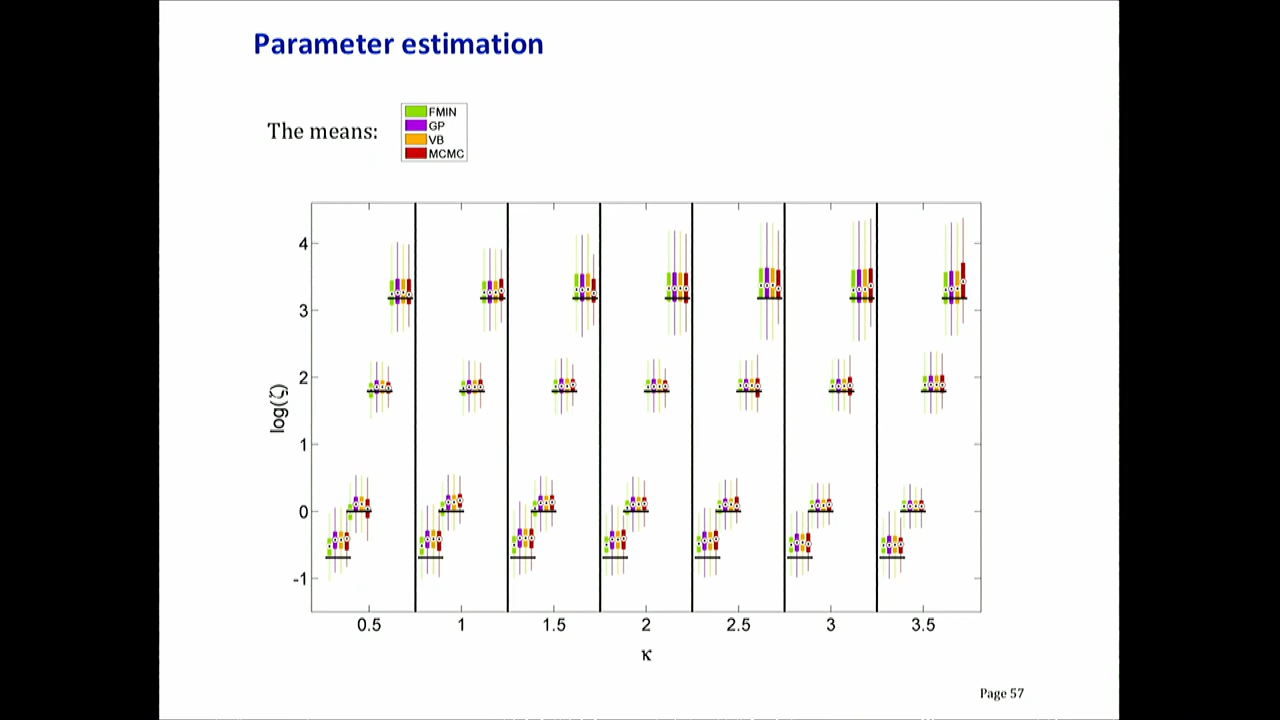 Parameter estimation
The means:
FMIN
GP
VB
MCMC
4
3
2
1
0
-1
log(ζ)
0.5 1 1.5 2 2.5 3 3.5
κ
Page 57